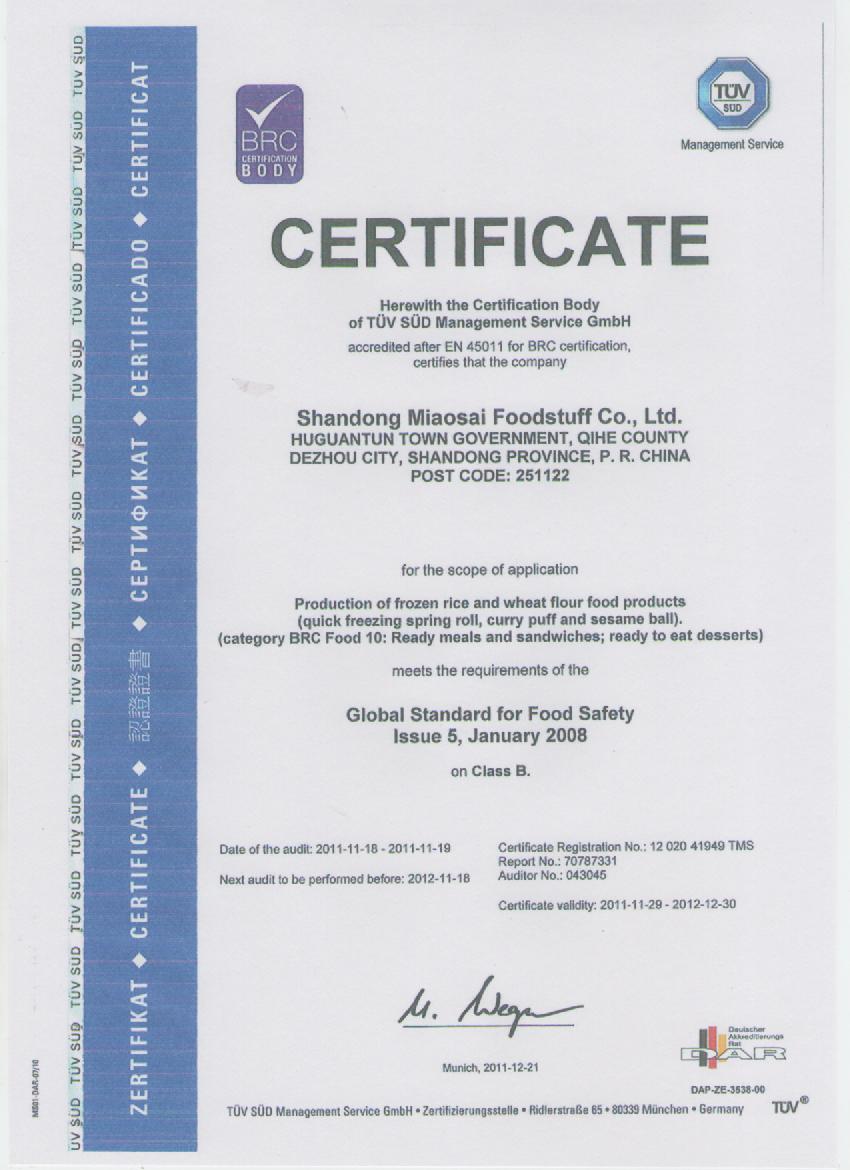 BRC
CERTIFICATION
BODY
TÜV
SÜD
Management Service
CERTIFICATE
Herewith the Certification Body
of TÜV SÜD Management Service GmbH
accredited after EN 45011 for BRC certification,
certifies that the company
Shandong Miaosai Foodstuff Co., Ltd.
HUGUANTUN TOWN GOVERNMENT, QIHE COUNTY
DEZHOU CITY, SHANDONG PROVINCE, P. R. CHINA
POST CODE: 251122
for the scope of application
Production of frozen rice and wheat flour food products
(quick freezing spring roll, curry puff and sesame ball).
(category BRC Food 10: Ready meals and sandwiches; ready to eat desserts)
meets the requirements of the
Global Standard for Food Safety
Issue 5, January 2008
on Class B.
Date of the audit: 2011-11-18 - 2011-11-19
Next audit to be performed before: 2012-11-18
Certificate Registration No.: 12 020 41949 TMS
Report No.: 70787331
Auditor No.: 043045
Certificate validity: 2011-11-29 - 2012-12-30
Munich, 2011-12-21
Deutscher
Akkreditierungs
Rat
DAR
DAP-ZE-3538-00
TÜV SÜD Management Service GmbH • Zertifizierungsstelle • Ridlerstraße 65 • 80339 München • Germany
TÜV®
ZERTIFIKAT ◆ CERTIFICATE ◆ 認證證書 ◆ СЕРТИФИКАТ ◆ CERTIFICADO ◆ CERTIFICAT
UV SÜD TÜV SÜD TÜV SÜD TÜV SÜD TÜV SÜD TÜV SÜD TÜV SÜD TÜV SÜD TÜV SÜD TÜV SÜD TÜV SÜD TÜV SÜD TÜV SÜD TÜV SÜD TÜV SÜD